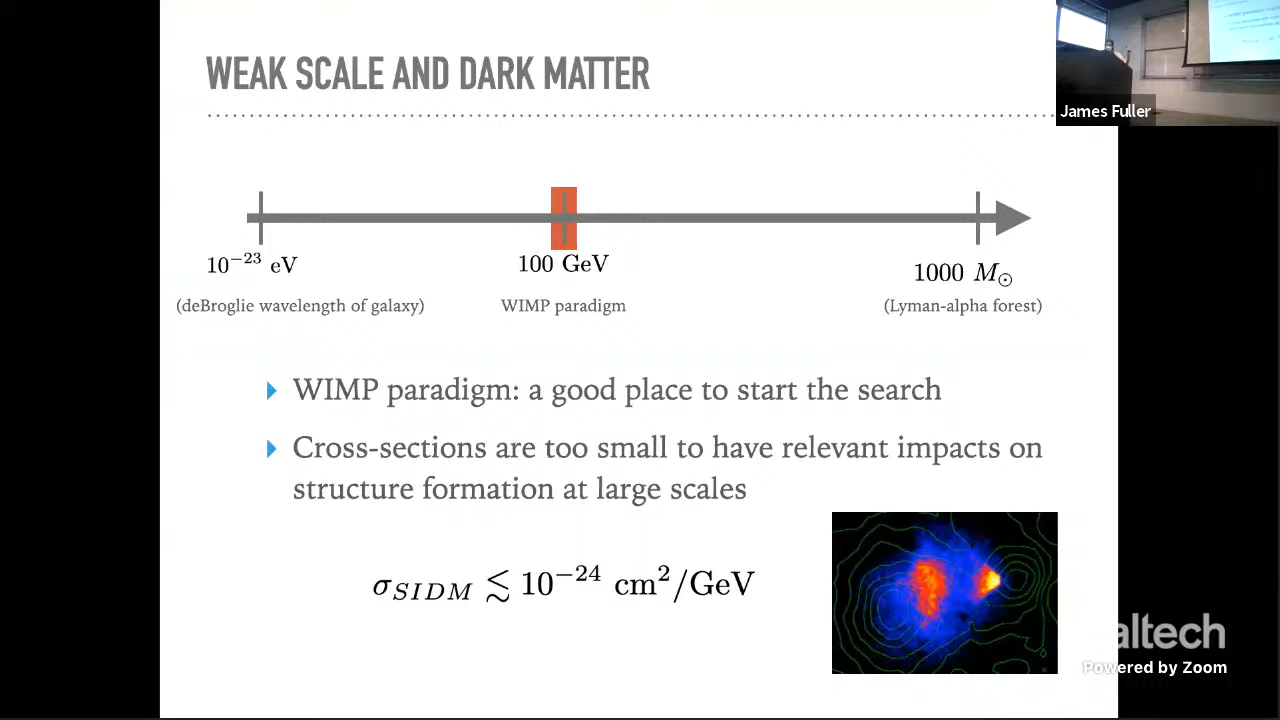 WEAK SCALE AND DARK MATTER
James Fuller
10⁻²³ eV
100 GeV
1000 M☉
(deBroglie wavelength of galaxy)
WIMP paradigm
(Lyman-alpha forest)
WIMP paradigm: a good place to start the search
Cross-sections are too small to have relevant impacts on
structure formation at large scales
σ_SIDM ≲ 10⁻²⁴ cm²/GeV
altech
Powered by Zoom